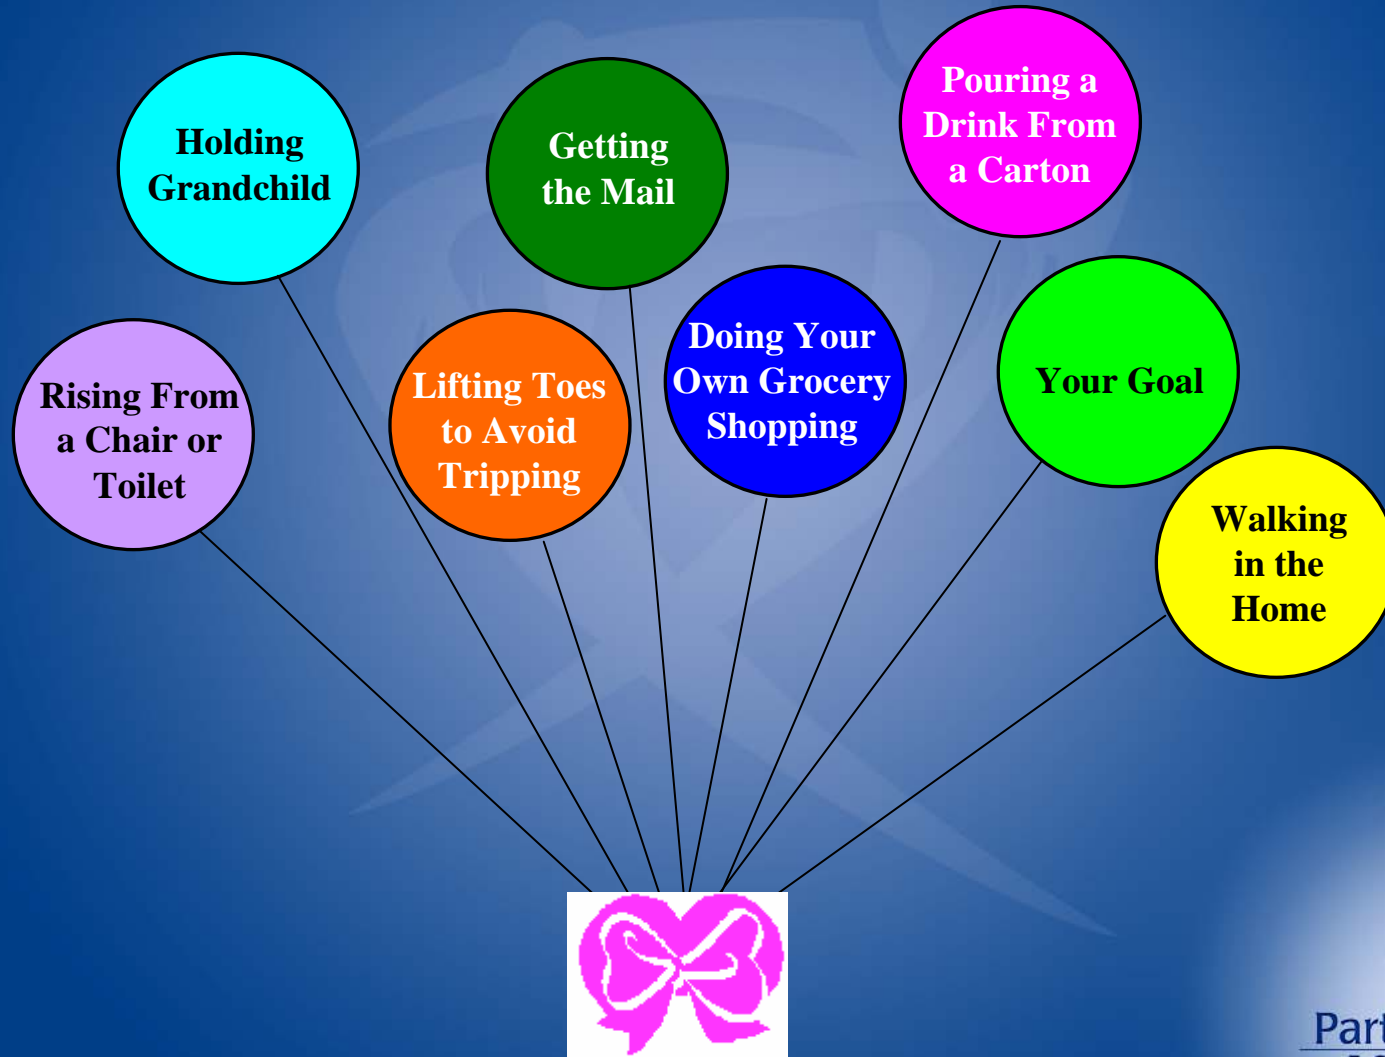 Holding
Grandchild
Getting
the Mail
Pouring a
Drink From
a Carton
Rising From
a Chair or
Toilet
Lifting Toes
to Avoid
Tripping
Doing Your
Own Grocery
Shopping
Your Goal
Walking
in the
Home
Part